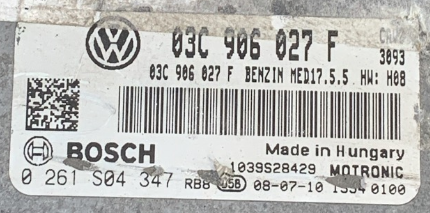 03C 906 027 F
3093
03C 906 027 F BENZIN MED17.5.5 HW: H08
Made in Hungary
BOSCH
1039S28429 MOTRONIC
0 261 S04 347 RB8 058 08-07-10 0100